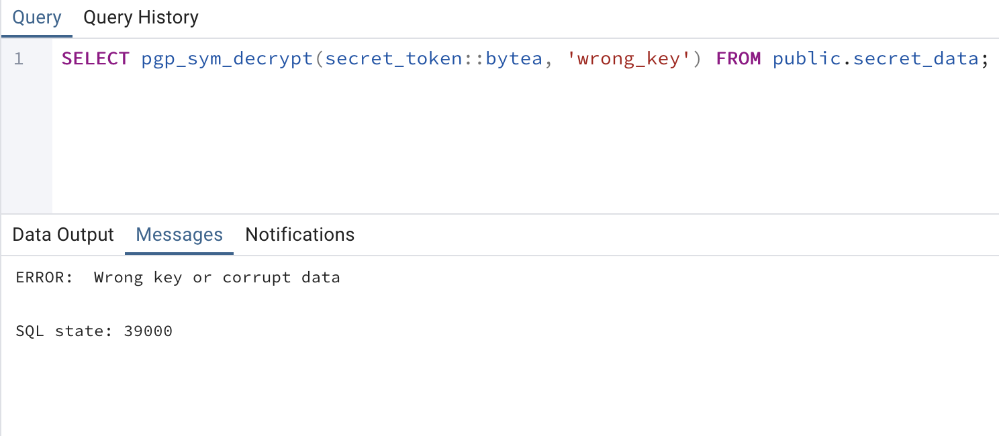 Query Query History
1 SELECT pgp_sym_decrypt(secret_token::bytea, 'wrong_key') FROM public.secret_data;
Data Output Messages Notifications
ERROR:  Wrong key or corrupt data
SQL state: 39000